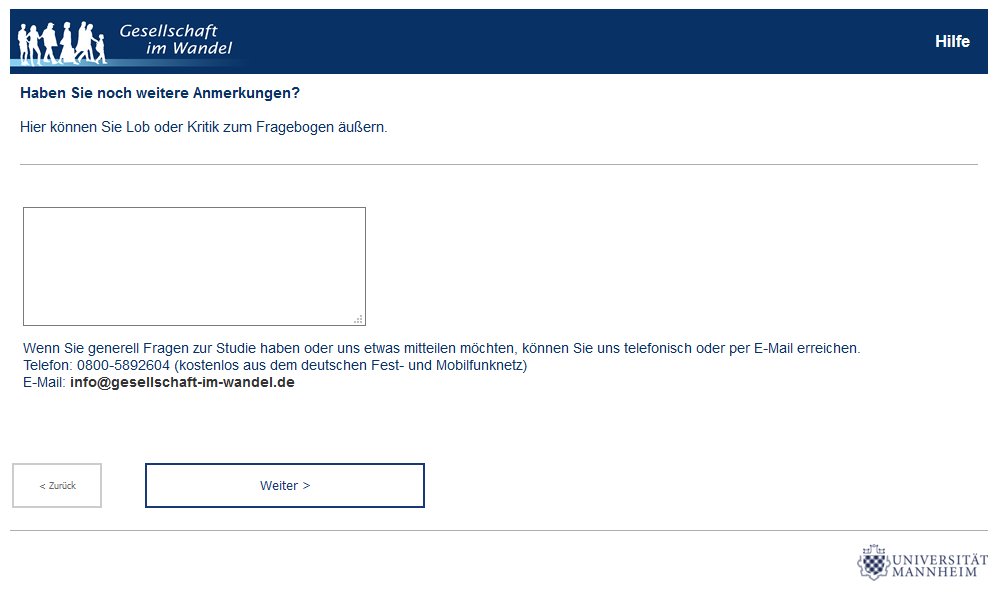 Gesellschaft
im Wandel
Hilfe
Haben Sie noch weitere Anmerkungen?
Hier können Sie Lob oder Kritik zum Fragebogen äußern.
Wenn Sie generell Fragen zur Studie haben oder uns etwas mitteilen möchten, können Sie uns telefonisch oder per E-Mail erreichen.
Telefon: 0800-5892604 (kostenlos aus dem deutschen Fest- und Mobilfunknetz)
E-Mail: info@gesellschaft-im-wandel.de
< Zurück
Weiter >
UNIVERSITÄT
MANNHEIM